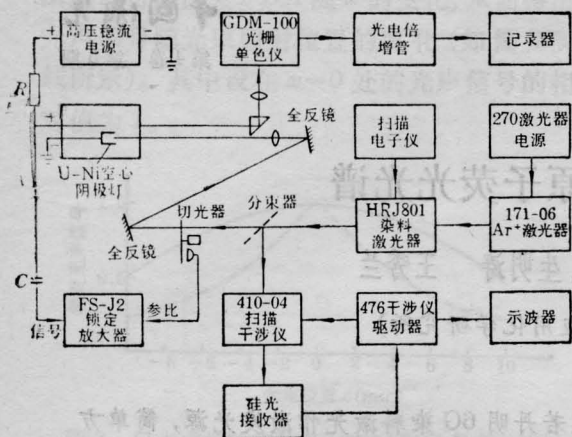 高压稳流
电源
GDM-100
光栅
单色仪
光电倍
增管
记录器
R
U-Ni空心
阴极灯
全反镜
扫描
电子仪
270激光器
电源
切光器
分束器
全反镜
HRJ801
染料
激光器
171-06
Ar⁺激光器
C
信号
FS-J2
锁定
放大器
参比
410-04
扫描
干涉仪
476干涉仪
驱动器
示波器
硅光
接收器